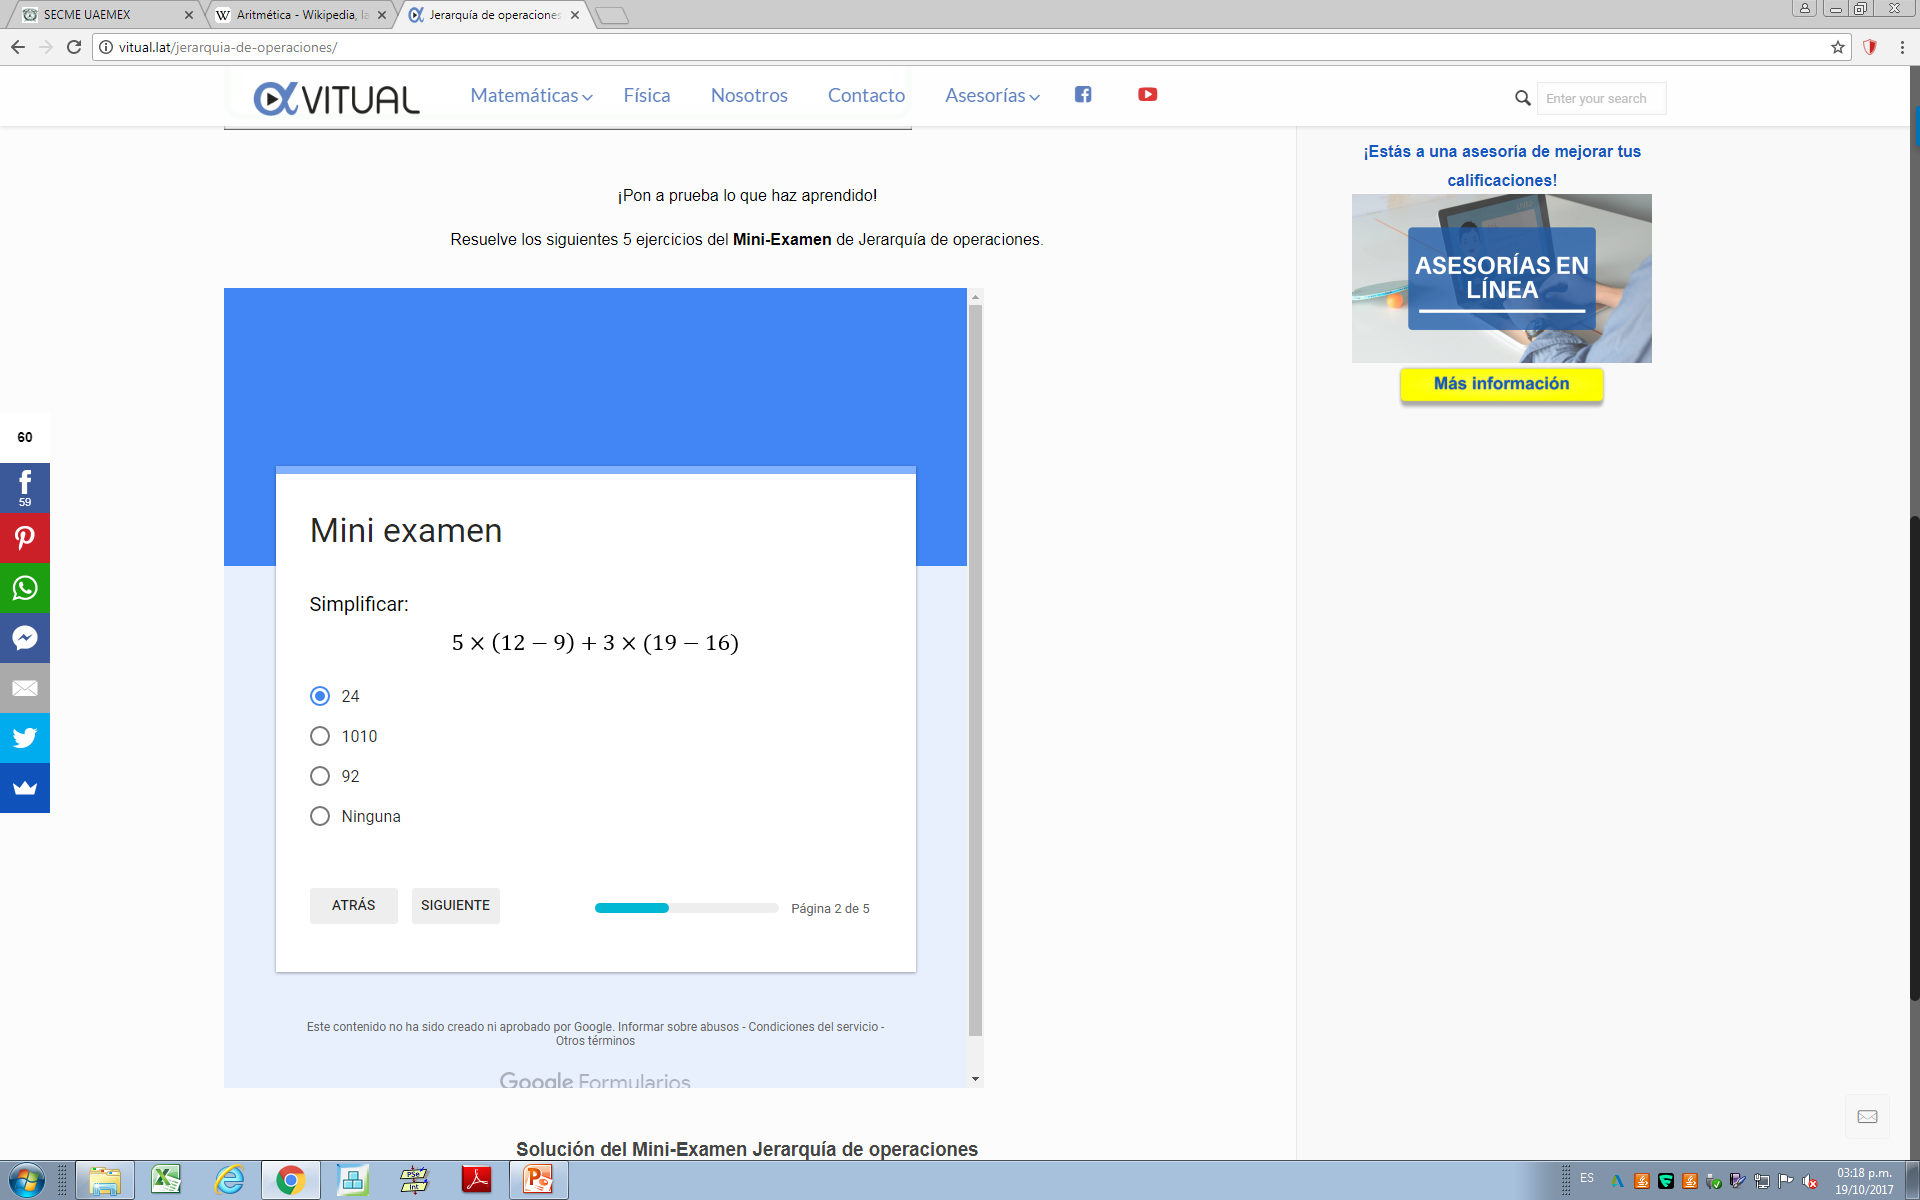 SECME UAEMEX
Aritmética - Wikipedia, la
Jerarquía de operaciones
vitual.lat/jerarquia-de-operaciones/
VITUAL
Matemáticas
Física
Nosotros
Contacto
Asesorías
Enter your search
¡Estás a una asesoría de mejorar tus
calificaciones!
ASESORÍAS EN
LÍNEA
Más información
¡Pon a prueba lo que haz aprendido!
Resuelve los siguientes 5 ejercicios del Mini-Examen de Jerarquía de operaciones.
60
59
Mini examen
Simplificar:
5 × (12 − 9) + 3 × (19 − 16)
24
1010
92
Ninguna
ATRÁS
SIGUIENTE
Página 2 de 5
Este contenido no ha sido creado ni aprobado por Google. Informar sobre abusos - Condiciones del servicio -
Otros términos
Google Formularios
Solución del Mini-Examen Jerarquía de operaciones
ES
03:18 p.m.
19/10/2017